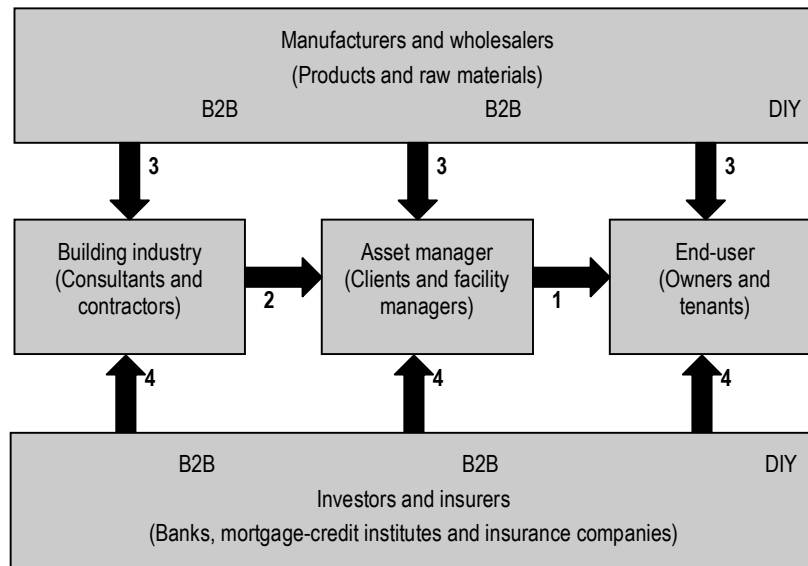 Manufacturers and wholesalers
(Products and raw materials)
B2B B2B DIY
3 3 3
Building industry
(Consultants and
contractors)
2
Asset manager
(Clients and facility
managers)
1
End-user
(Owners and
tenants)
4 4 4
B2B B2B DIY
Investors and insurers
(Banks, mortgage-credit institutes and insurance companies)